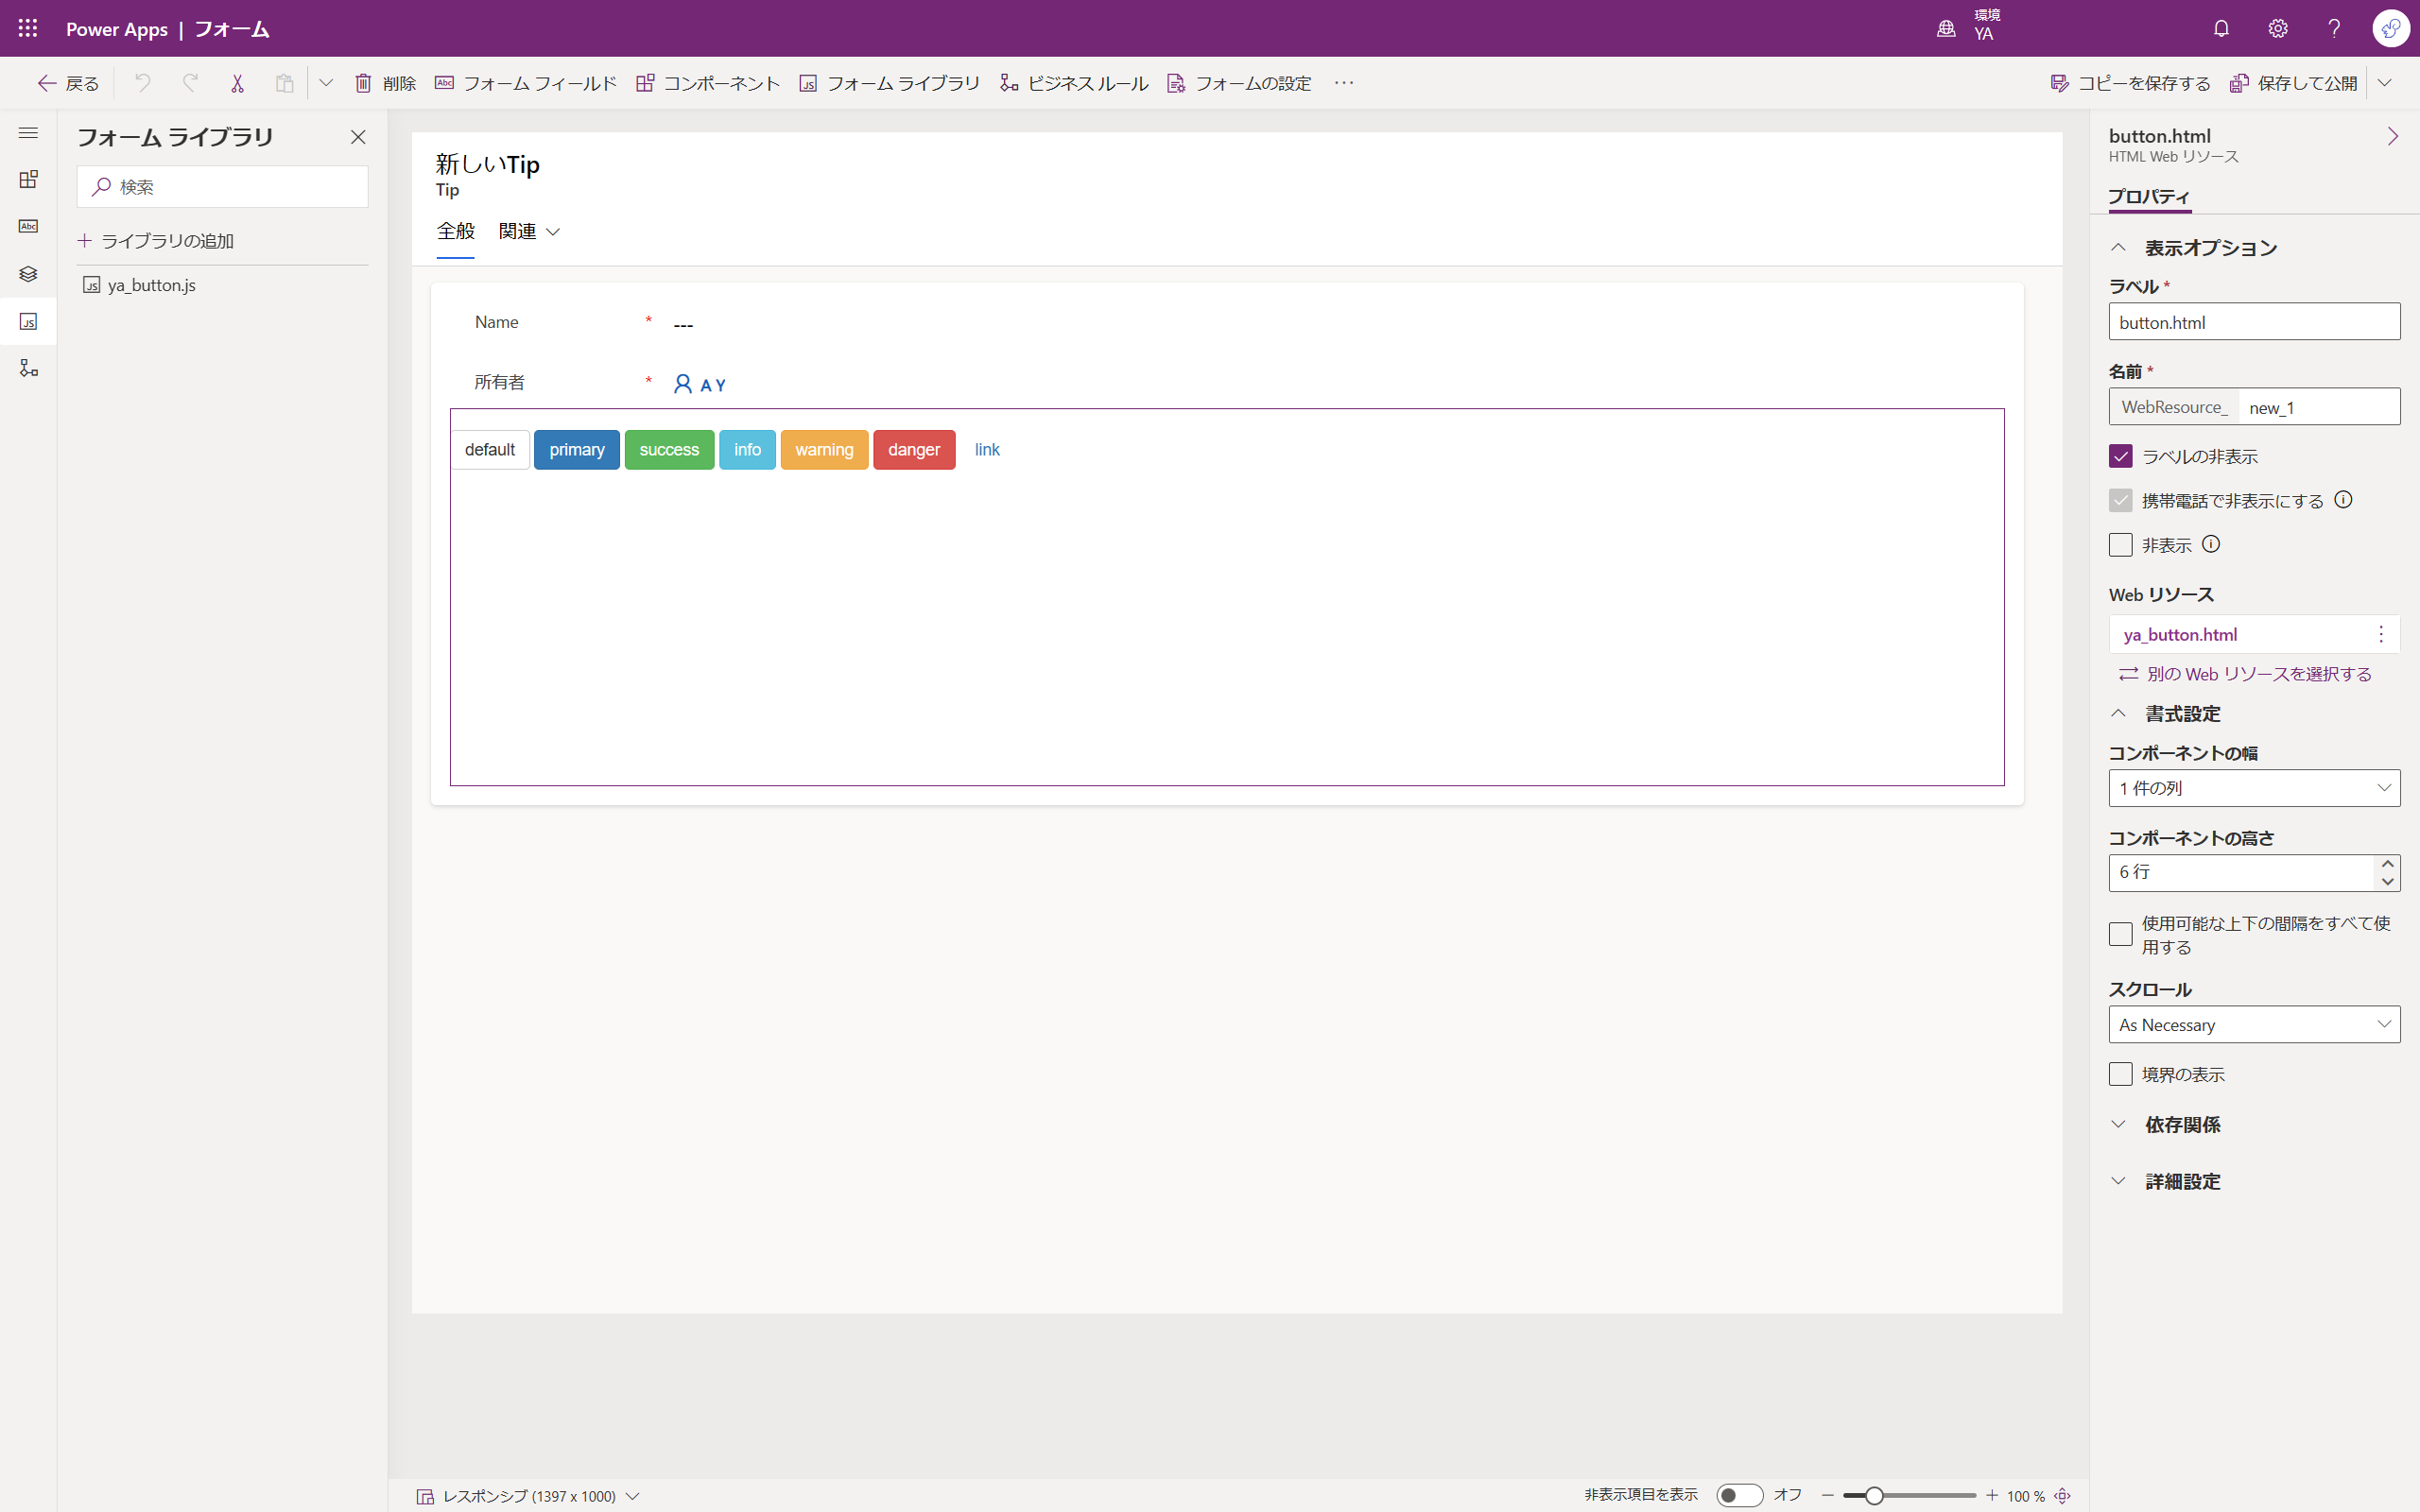 Power Apps | フォーム
環境
YA
戻る
削除
Abc フォーム フィールド
コンポーネント
JS フォーム ライブラリ
ビジネス ルール
フォームの設定
...
コピーを保存する
保存して公開
フォーム ライブラリ
検索
Abc
ライブラリの追加
JS ya_button.js
JS
新しいTip
Tip
全般 関連
Name * ---
所有者 * A Y
default primary success info warning danger link
button.html
HTML Web リソース
プロパティ
表示オプション
ラベル *
button.html
名前 *
WebResource_ new_1
ラベルの非表示
携帯電話で非表示にする
非表示
Web リソース
ya_button.html
別の Web リソースを選択する
書式設定
コンポーネントの幅
1 件の列
コンポーネントの高さ
6 行
使用可能な上下の間隔をすべて使
用する
スクロール
As Necessary
境界の表示
依存関係
詳細設定
レスポンシブ (1397 x 1000)
非表示項目を表示 オフ
100 %